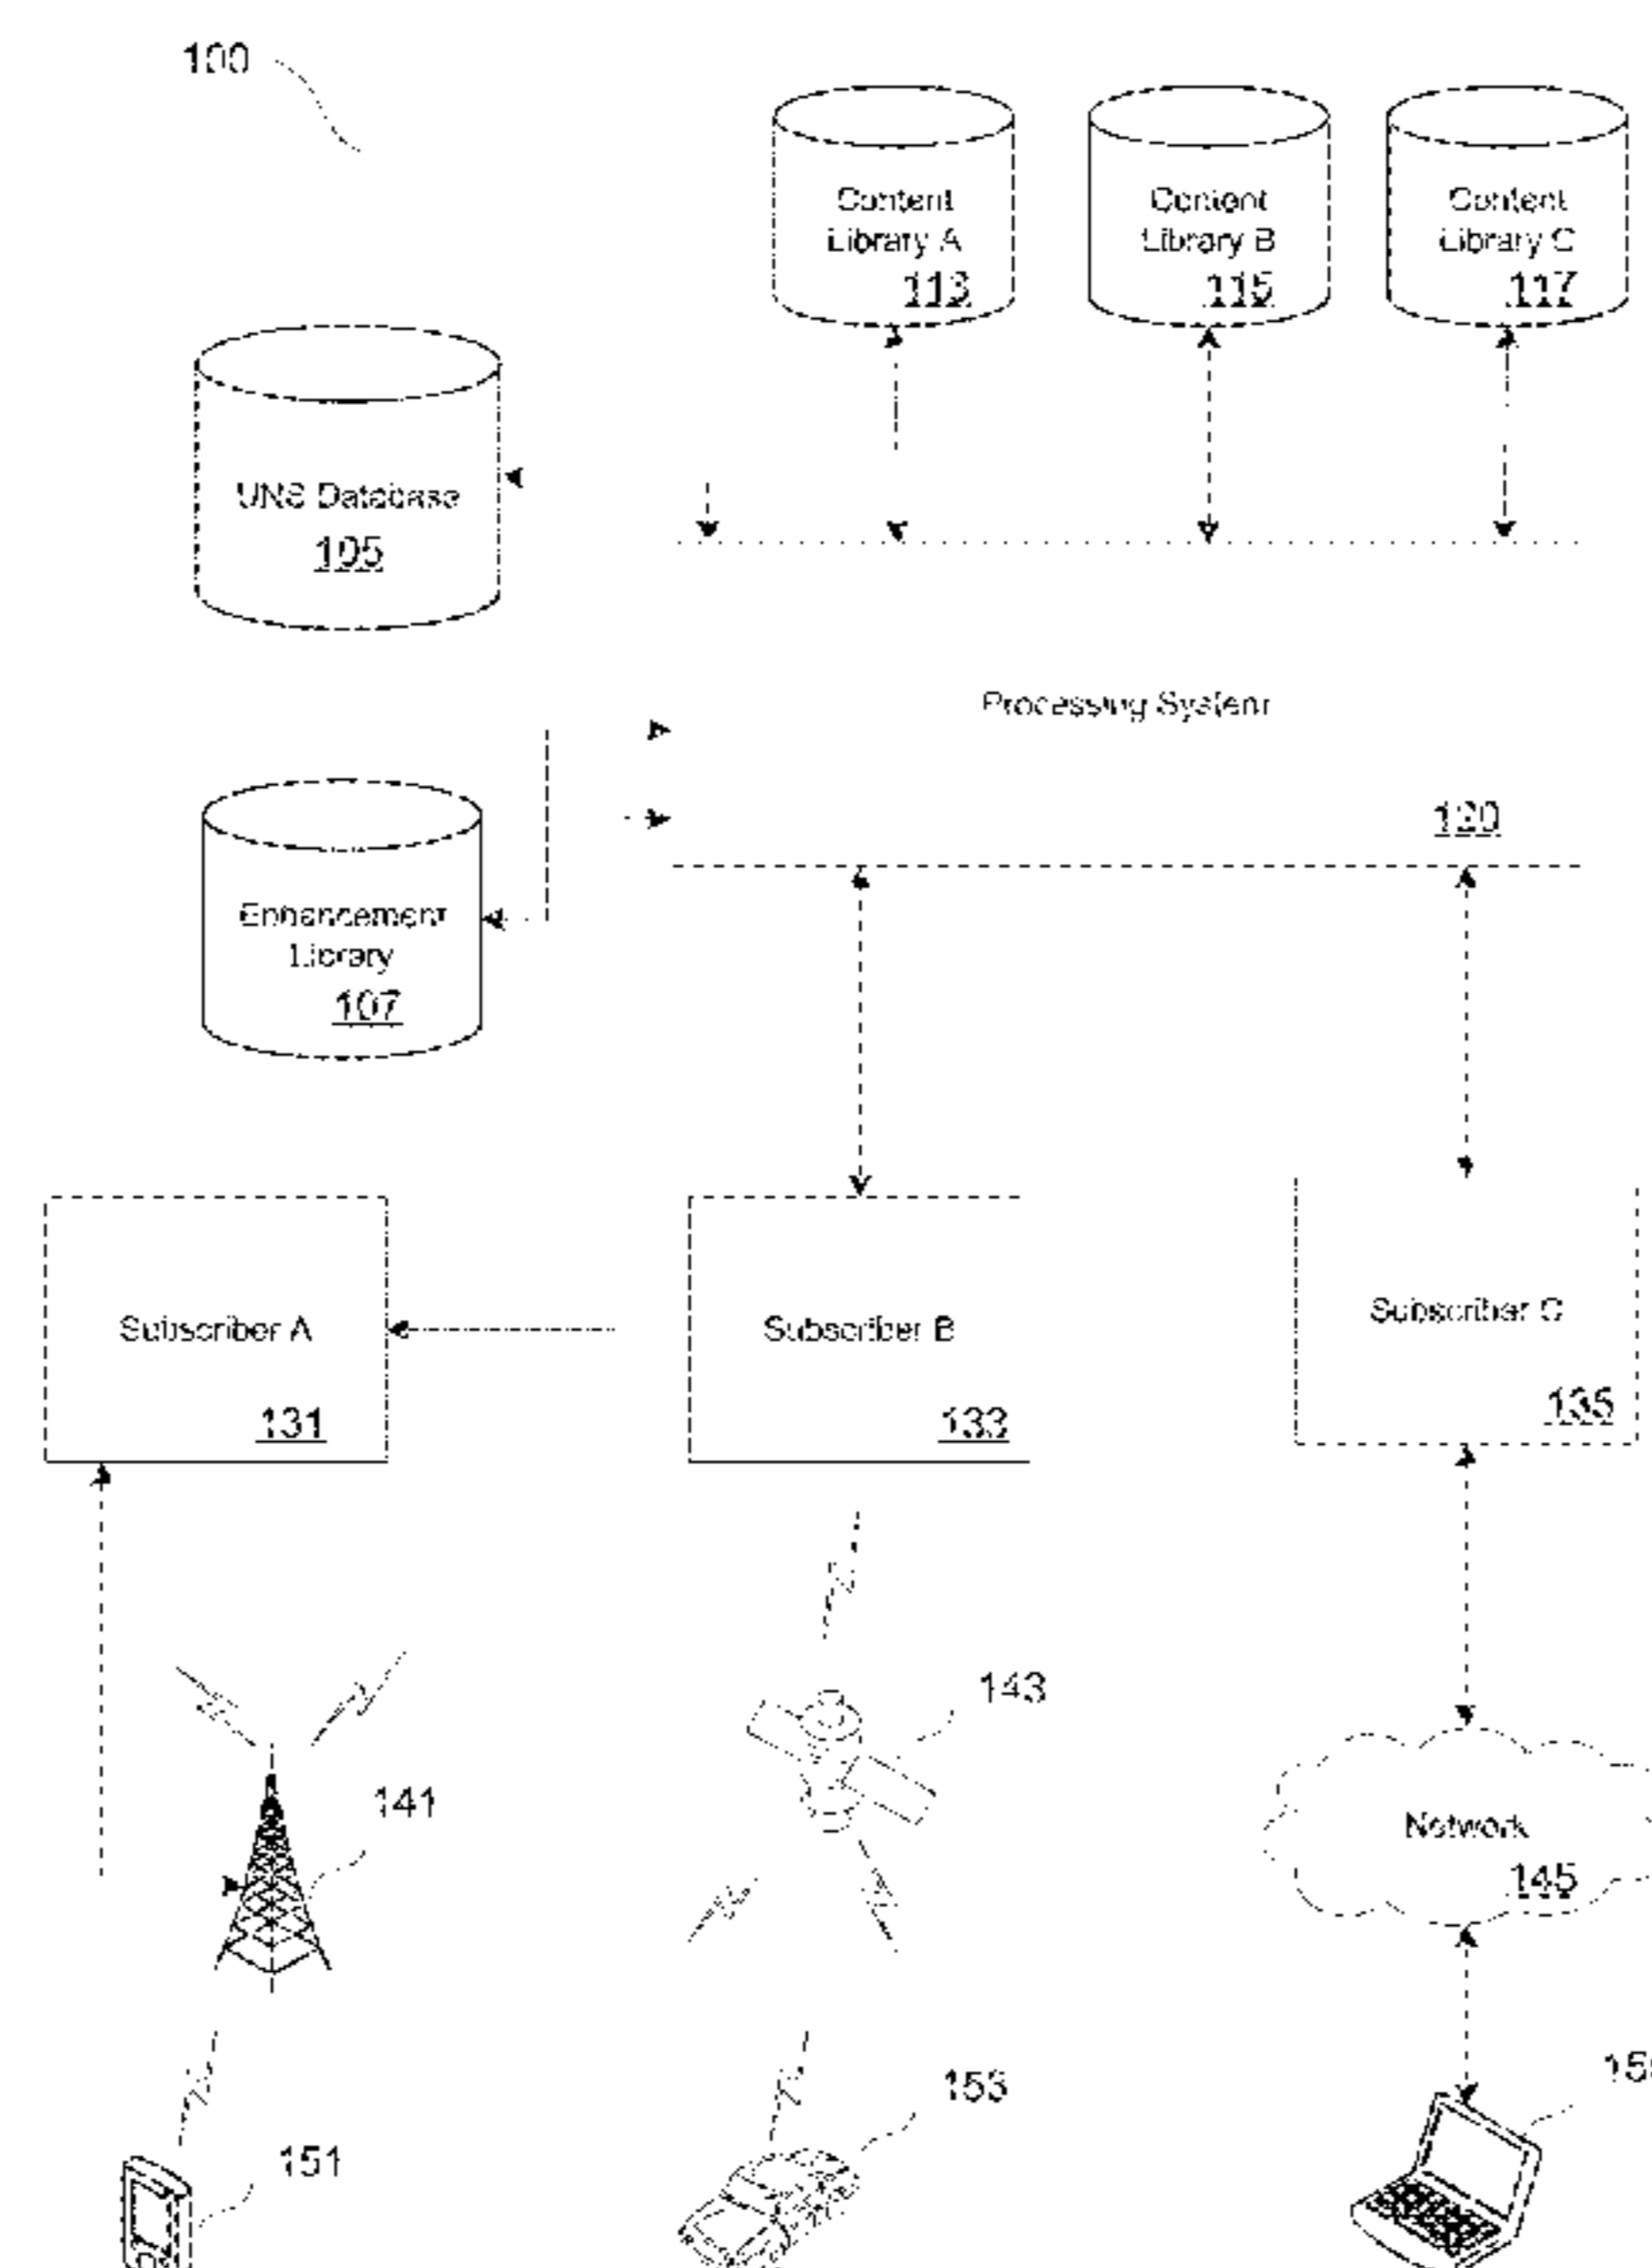 100
Content
Library A
113
Content
Library B
115
Content
Library C
117
UNS Database
105
Processing System
120
Enhancement
Library
107
Subscriber A
131
Subscriber B
133
Subscriber C
135
143
141
Network
145
153
151